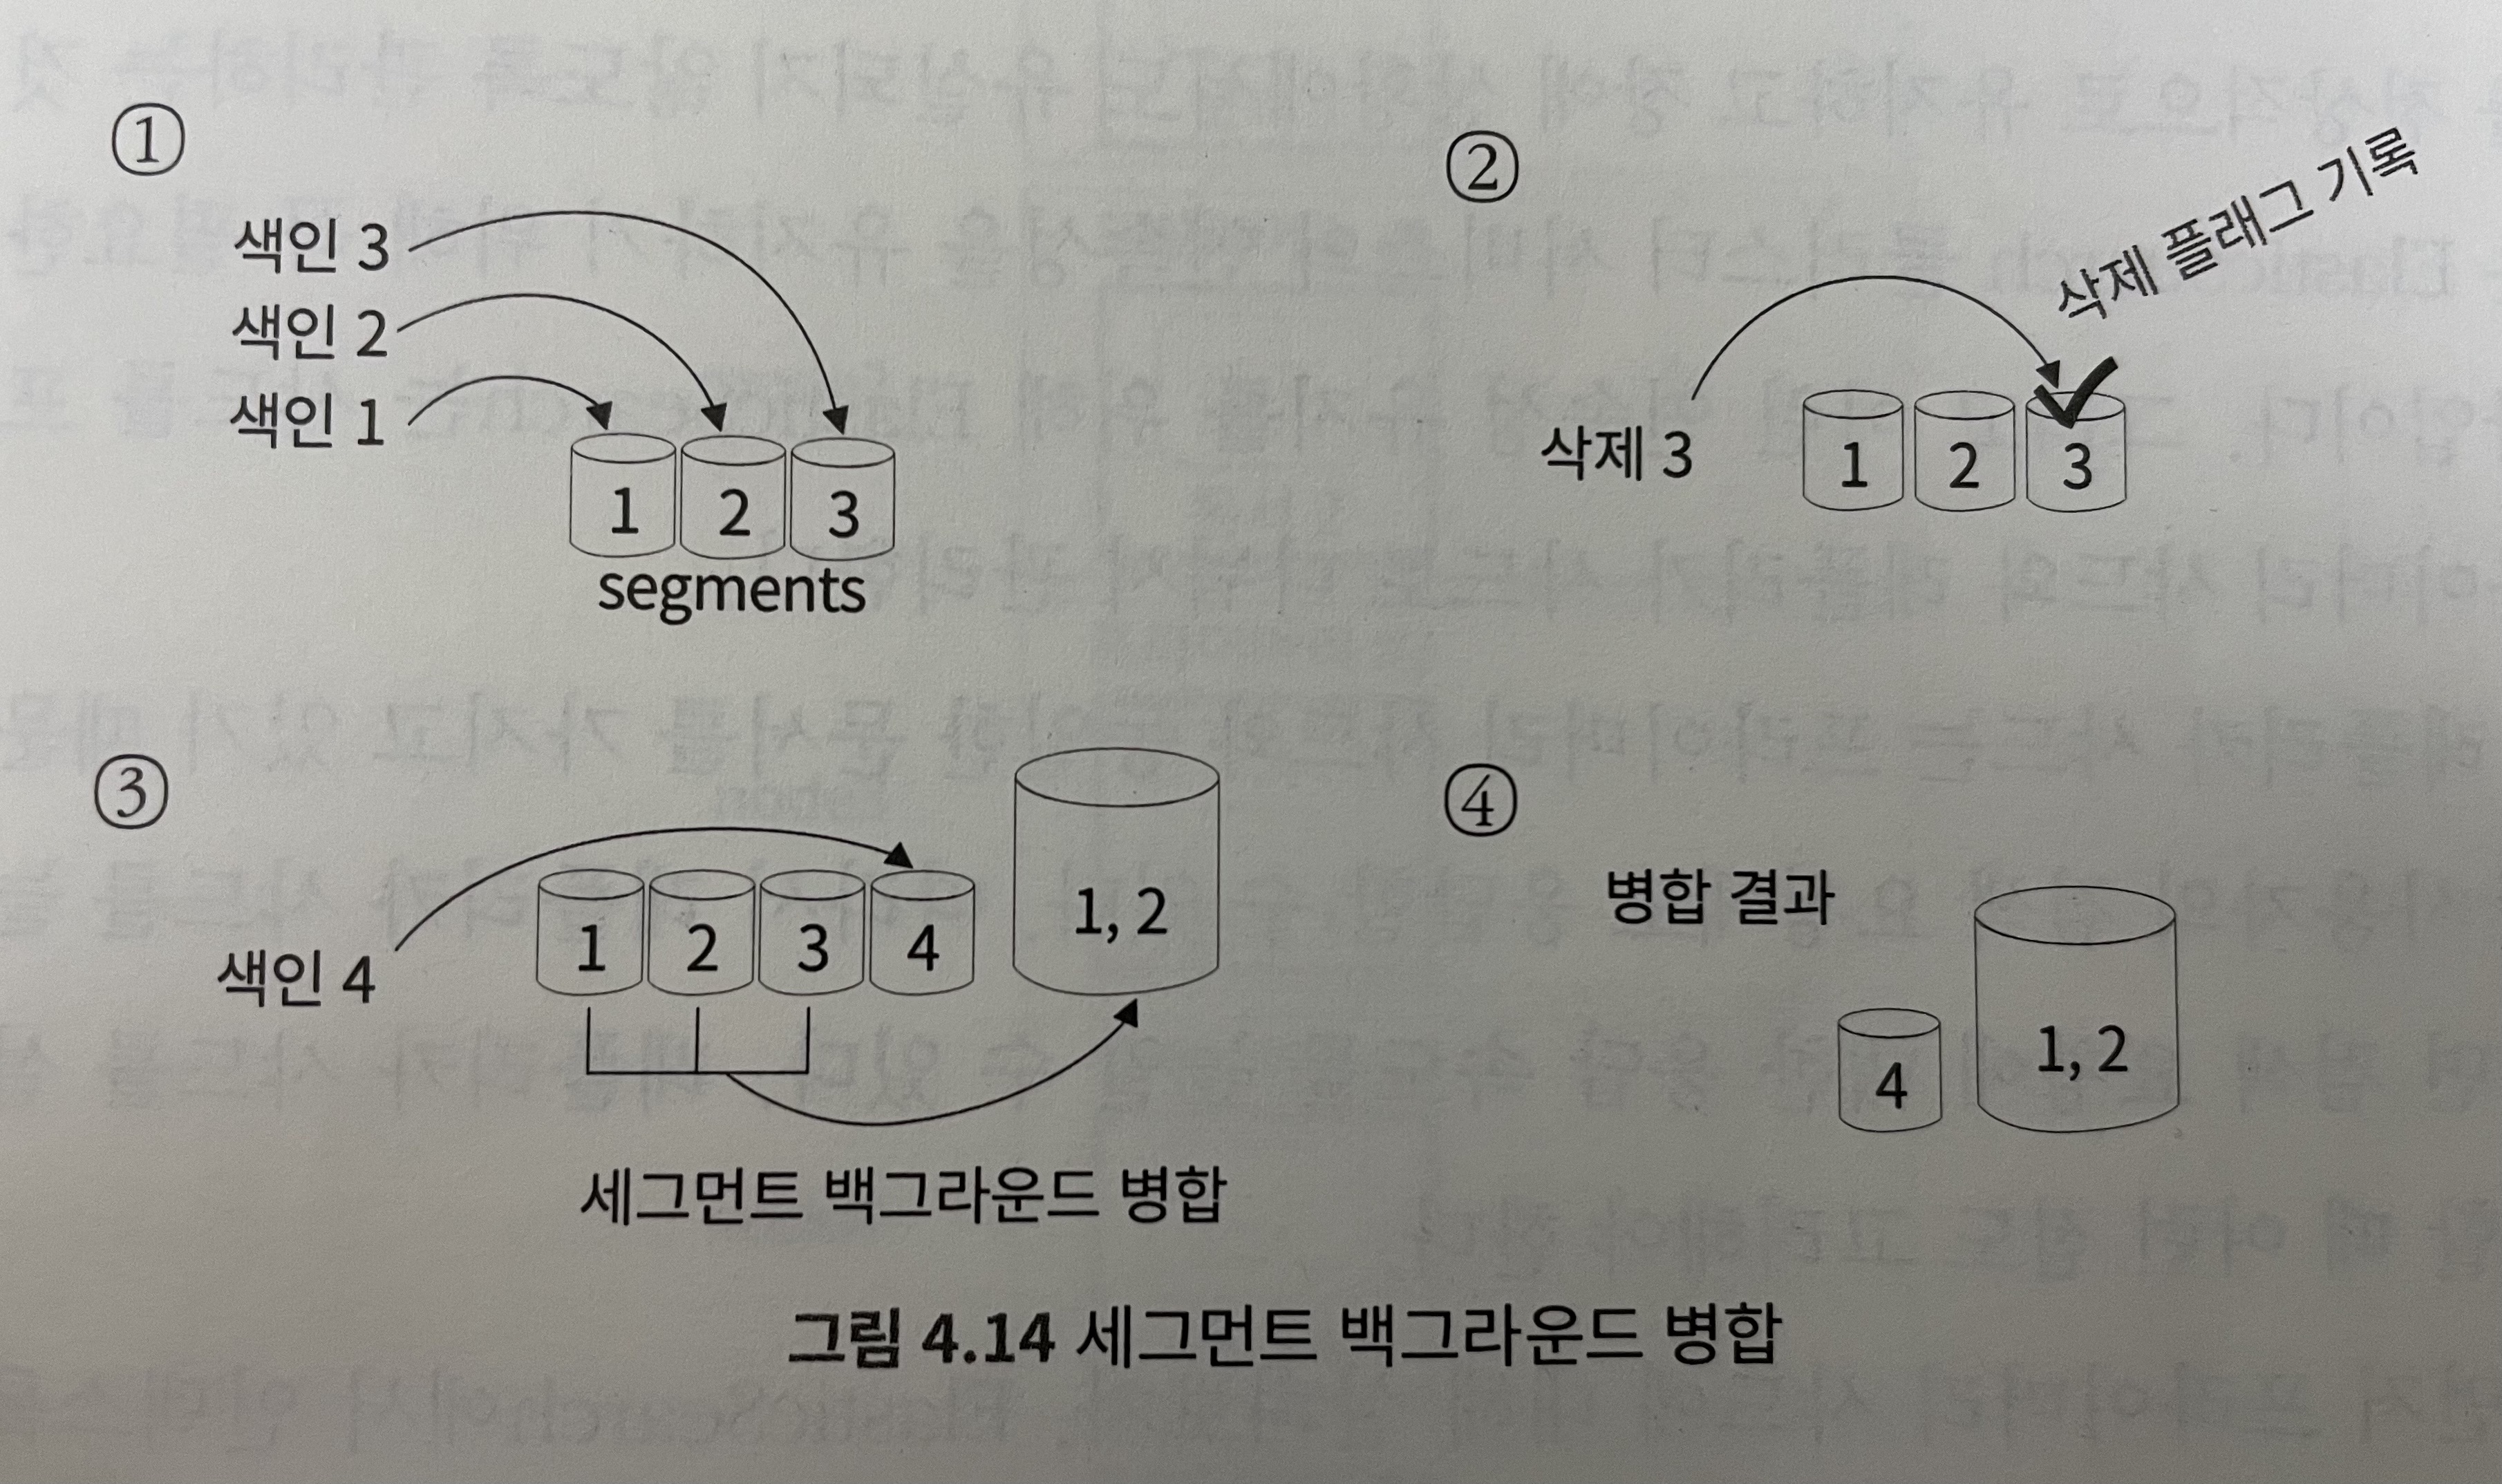 ①
색인 3
색인 2
색인 1
1 2 3
segments
②
삭제 플래그 기록
삭제 3
1 2 3
③
색인 4
1 2 3 4
1, 2
세그먼트 백그라운드 병합
④
병합 결과
4
1, 2
그림 4.14 세그먼트 백그라운드 병합